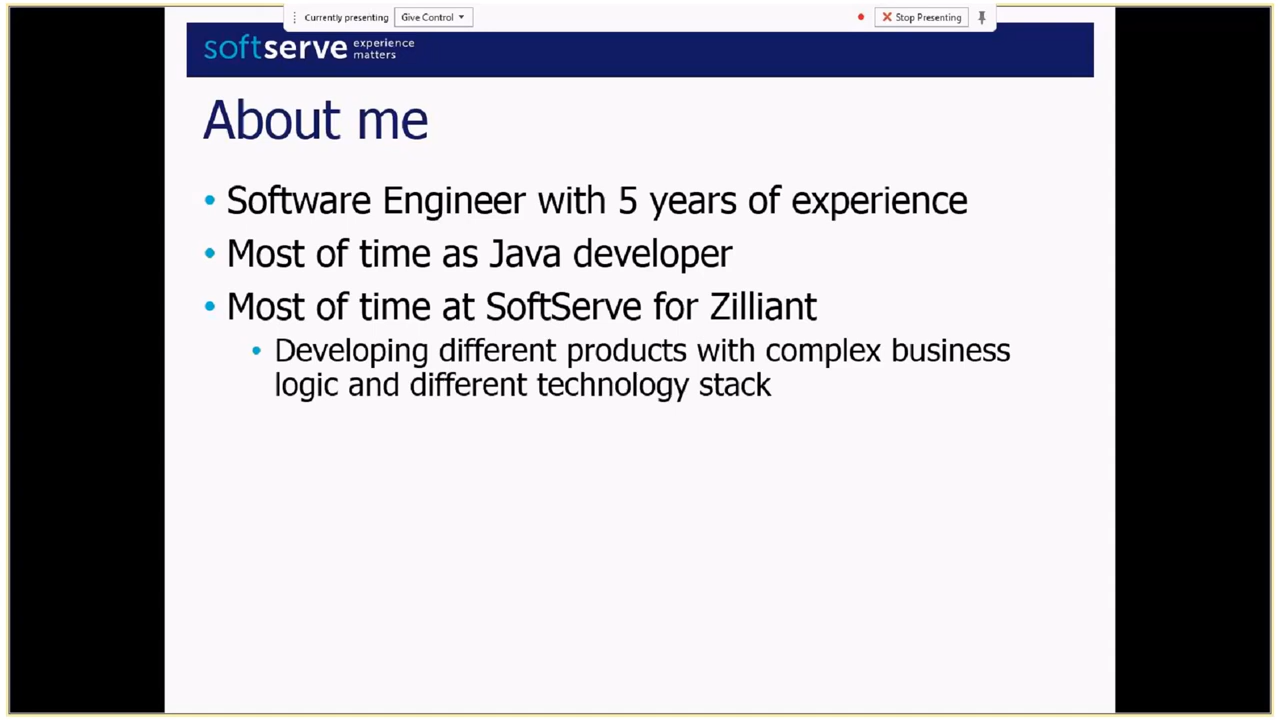 Currently presenting Give Control Stop Presenting
softserve experience matters
About me
• Software Engineer with 5 years of experience
• Most of time as Java developer
• Most of time at SoftServe for Zilliant
• Developing different products with complex business
logic and different technology stack